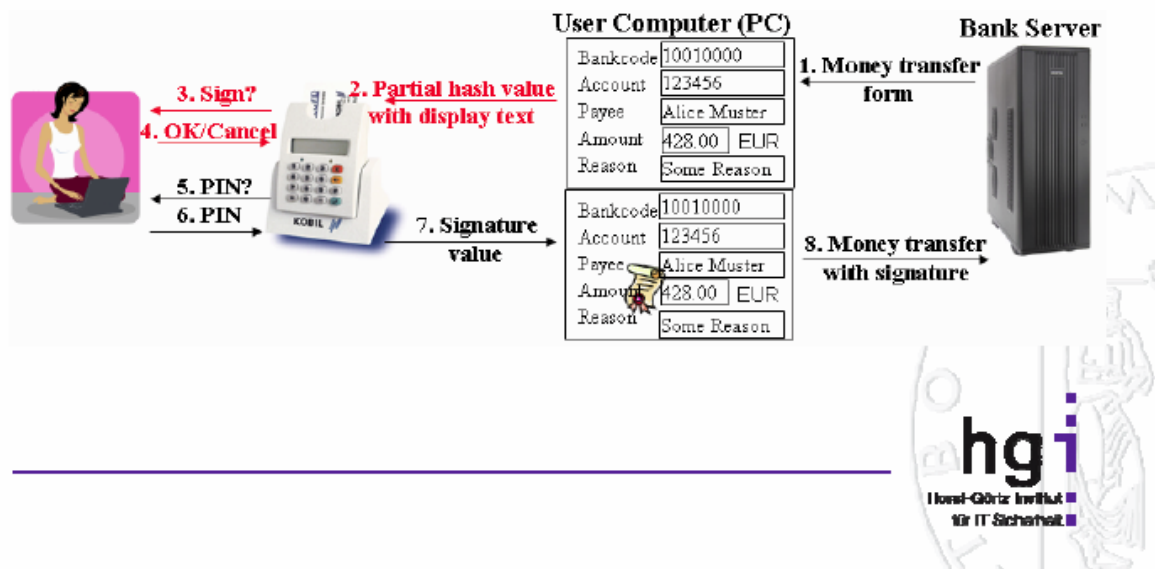 User Computer (PC)
Bank Server
Bankcode 10010000
Account 123456
Payee Alice Muster
Amount 428.00 EUR
Reason Some Reason
1. Money transfer
form
2. Partial hash value
with display text
3. Sign?
4. OK/Cancel
5. PIN?
6. PIN
KOBIL
7. Signature
value
Bankcode 10010000
Account 123456
Payee Alice Muster
Amount 428.00 EUR
Reason Some Reason
8. Money transfer
with signature
hgi
Horst-Görtz Institut
für IT Sicherheit